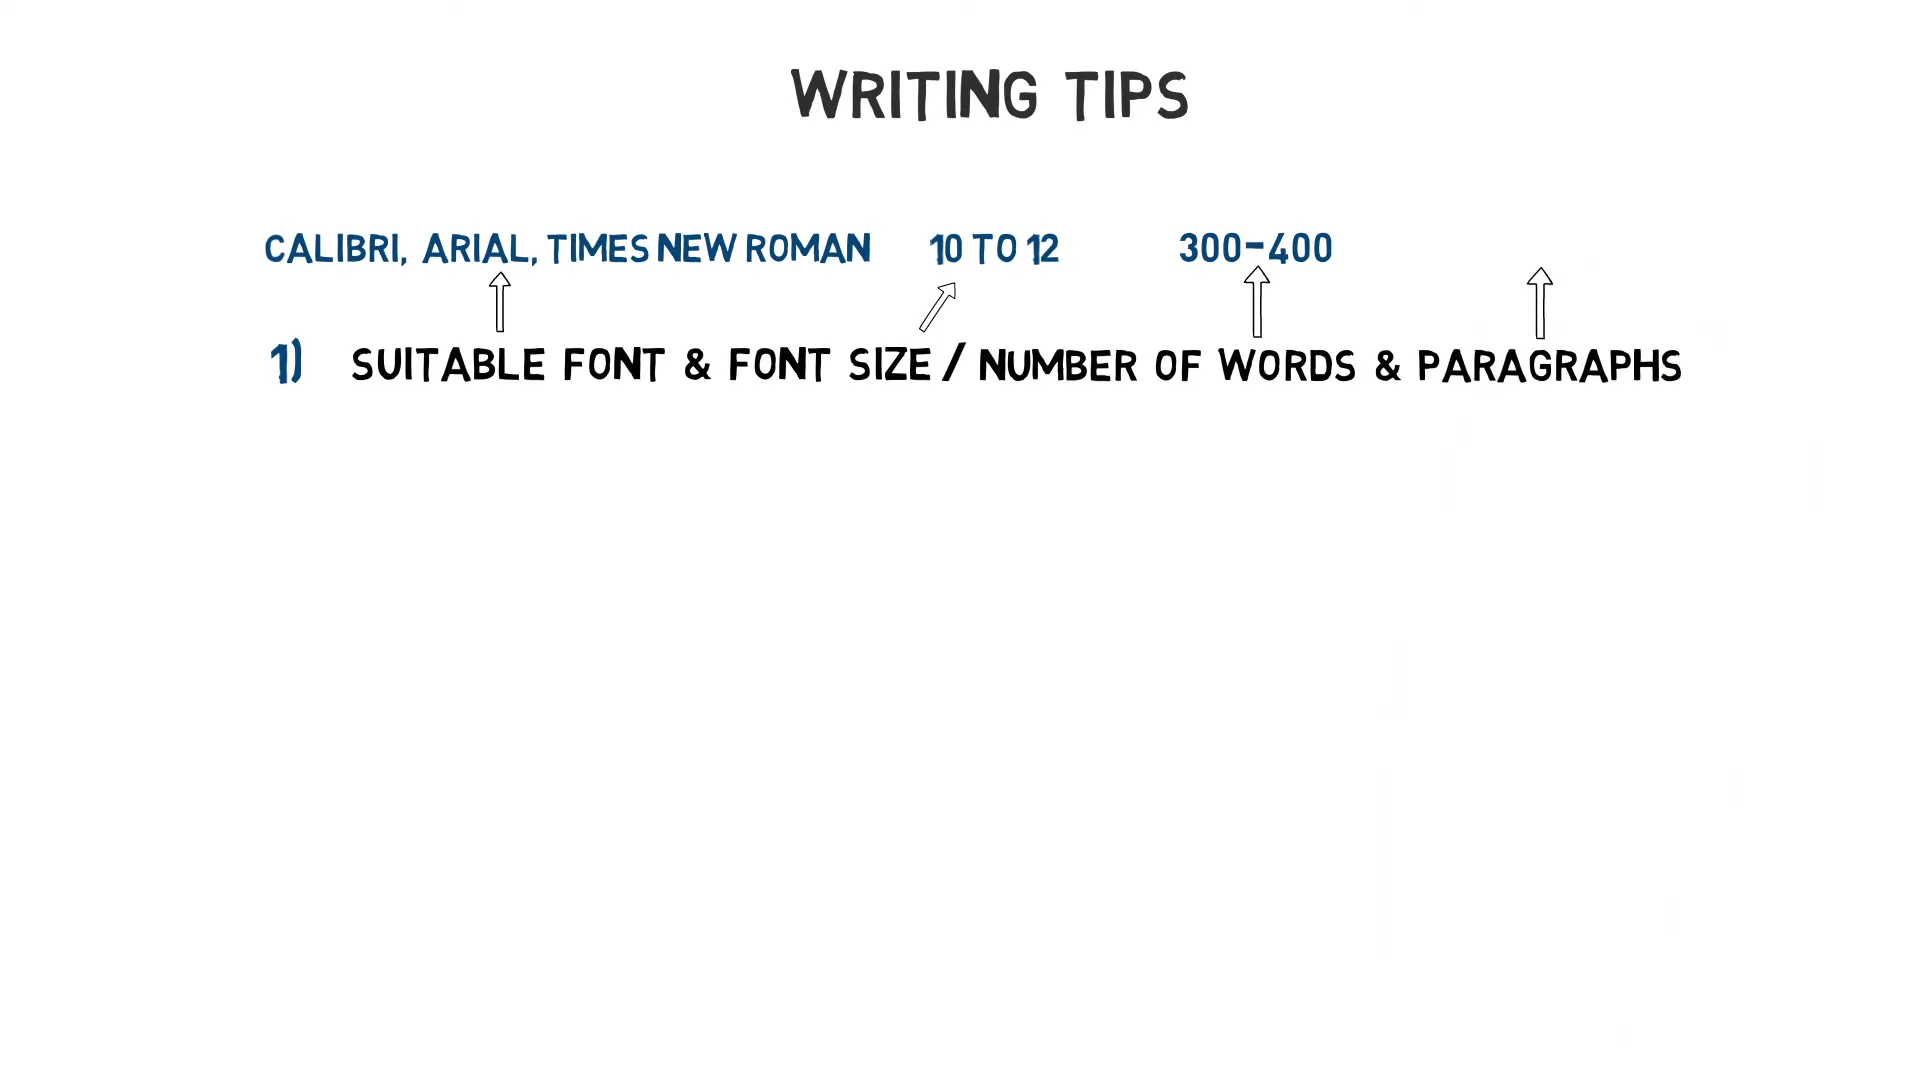 WRITING TIPS
CALIBRI, ARIAL, TIMES NEW ROMAN 10 TO 12 300-400
1) SUITABLE FONT & FONT SIZE / NUMBER OF WORDS & PARAGRAPHS